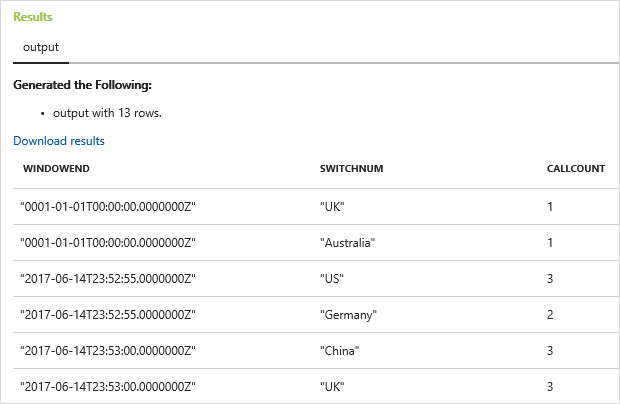 Results
output
Generated the Following:
• output with 13 rows.
Download results
WINDOWEND SWITCHNUM CALLCOUNT
"0001-01-01T00:00:00.0000000Z" "UK" 1
"0001-01-01T00:00:00.0000000Z" "Australia" 1
"2017-06-14T23:52:55.0000000Z" "US" 3
"2017-06-14T23:52:55.0000000Z" "Germany" 2
"2017-06-14T23:53:00.0000000Z" "China" 3
"2017-06-14T23:53:00.0000000Z" "UK" 3